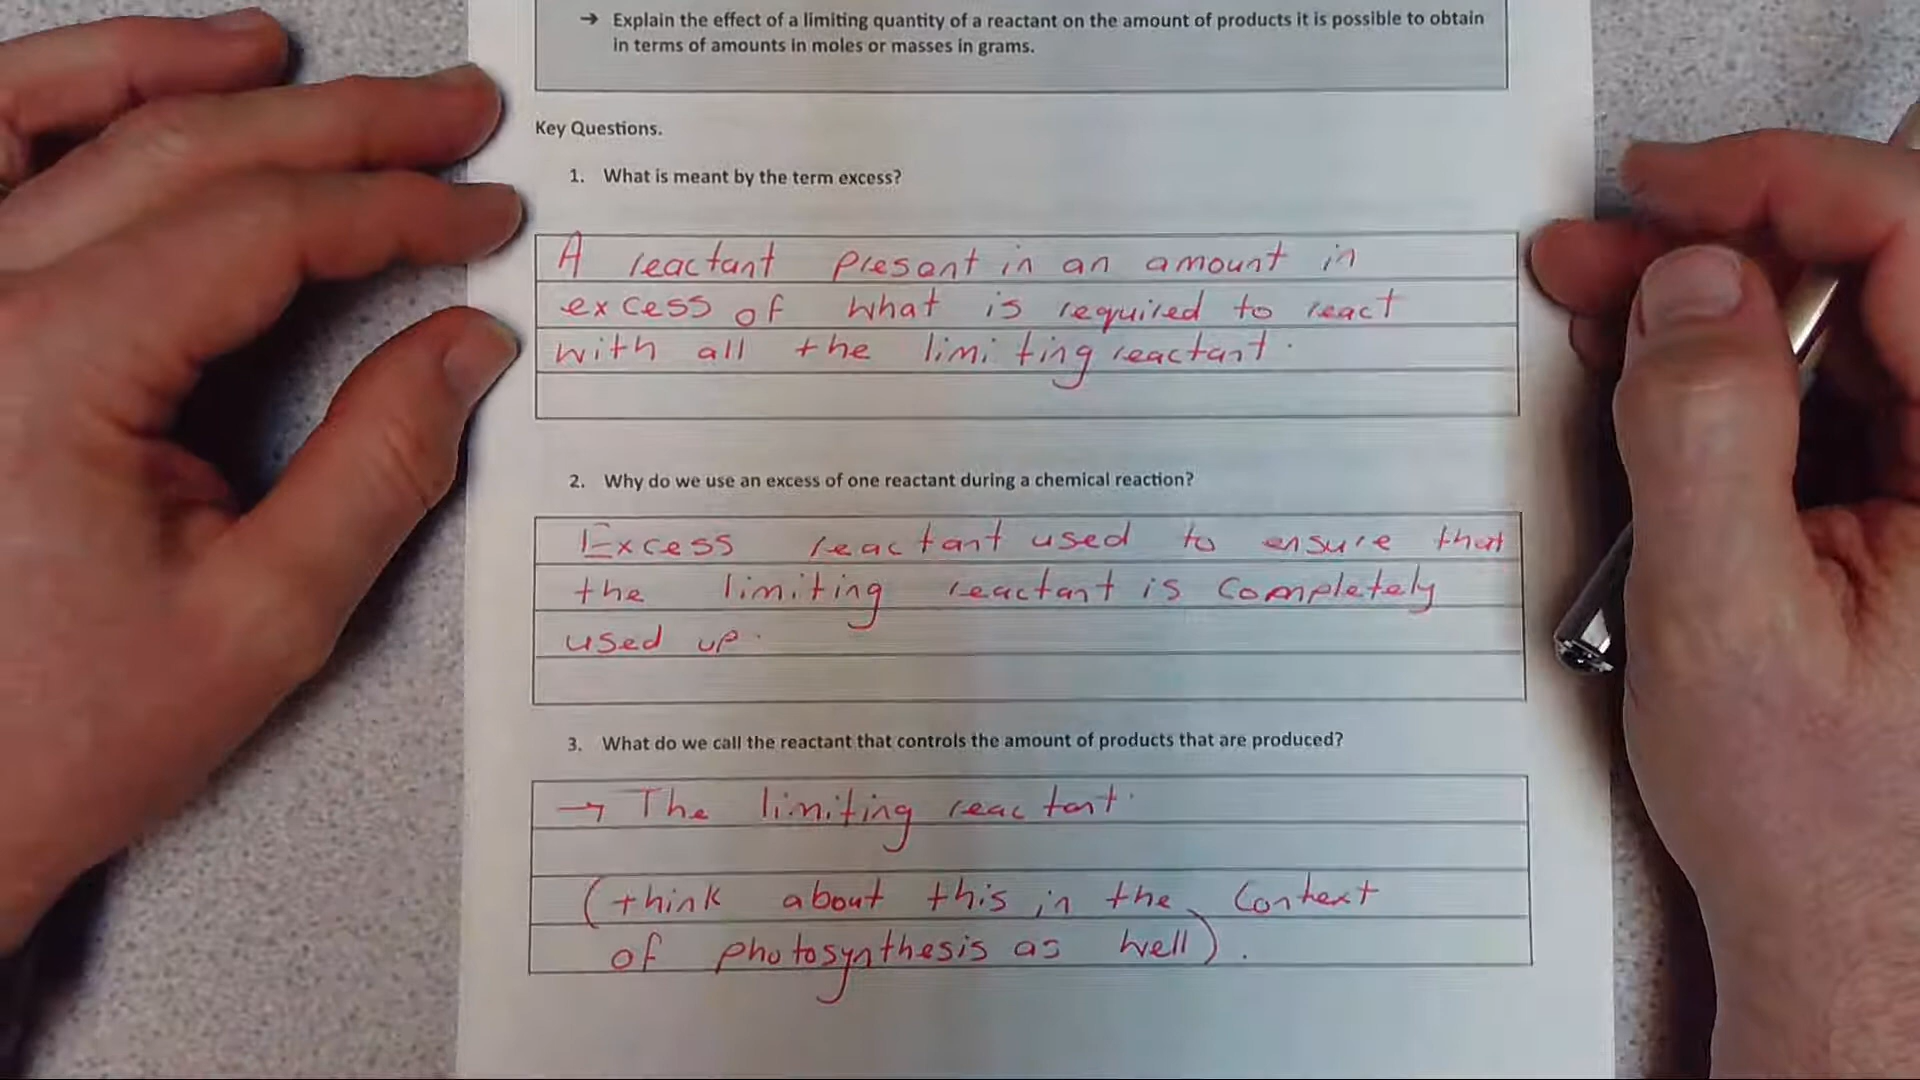 → Explain the effect of a limiting quantity of a reactant on the amount of products it is possible to obtain
in terms of amounts in moles or masses in grams.
Key Questions.
1. What is meant by the term excess?
A reactant present in an amount in
excess of what is required to react
with all the limiting reactant.
2. Why do we use an excess of one reactant during a chemical reaction?
Excess reactant used to ensure that
the limiting reactant is completely
used up.
3. What do we call the reactant that controls the amount of products that are produced?
→ The limiting reactant.
(think about this in the context
of photosynthesis as well).